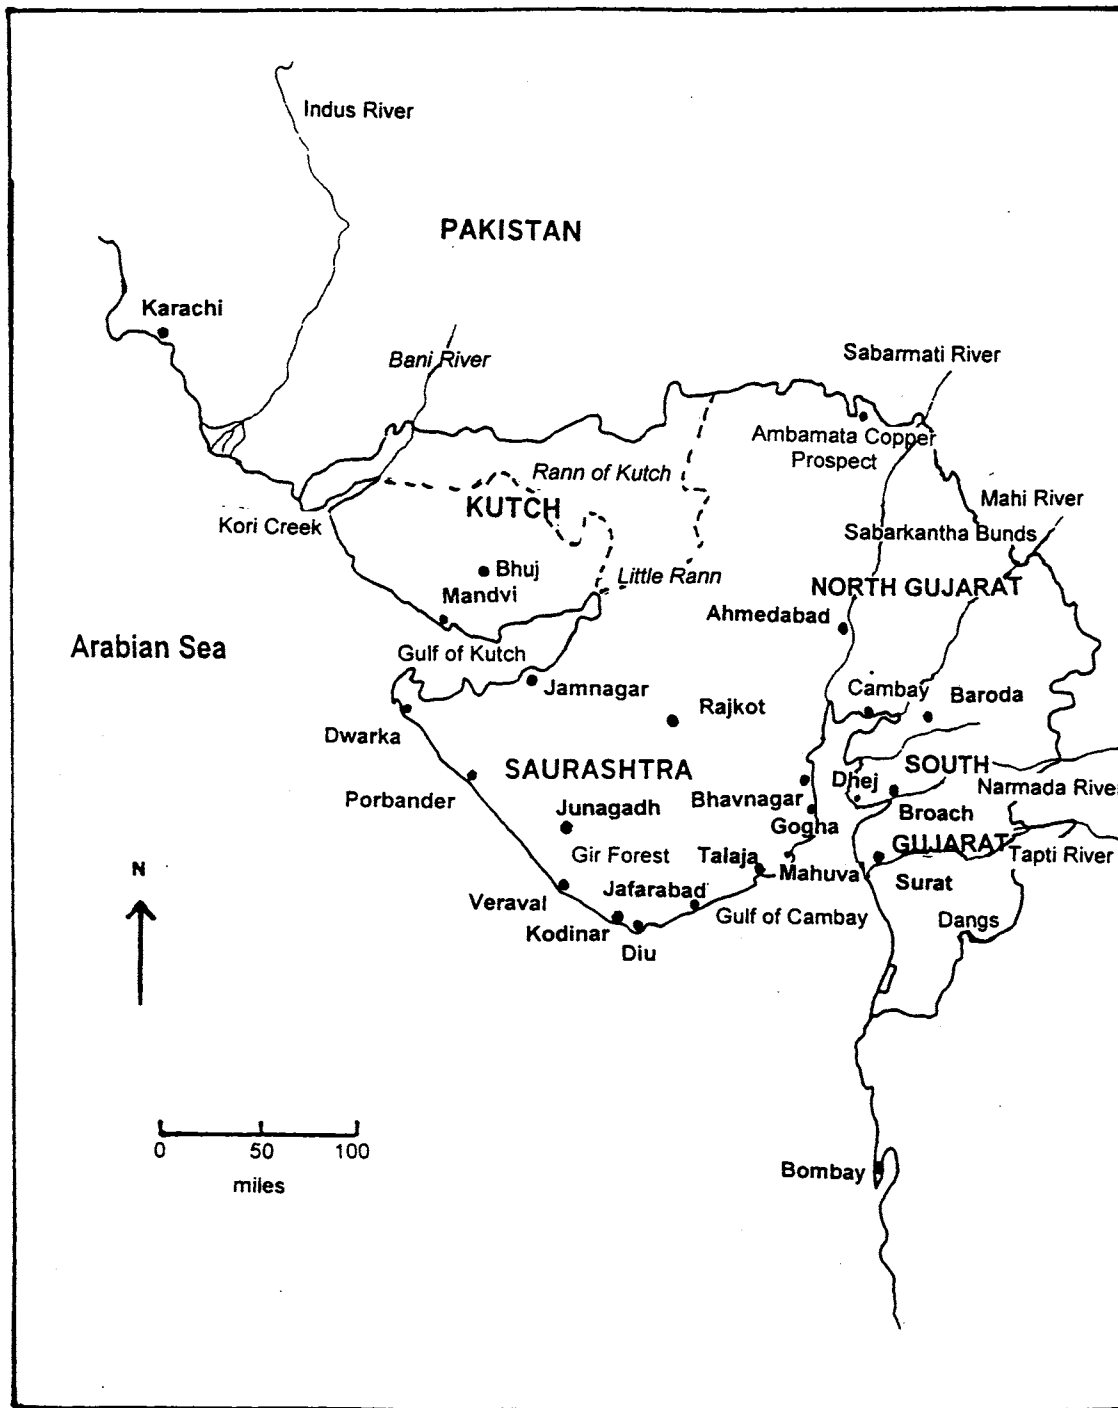 Indus River
PAKISTAN
Karachi
Bani River
Sabarmati River
Ambamata Copper
Prospect
Rann of Kutch
KUTCH
Mahi River
Kori Creek
Sabarkantha Bunds
Bhuj
Little Rann
NORTH GUJARAT
Mandvi
Ahmedabad
Arabian Sea
Gulf of Kutch
Jamnagar
Cambay
Baroda
Rajkot
Dwarka
SAURASHTRA
SOUTH
Dhej
Porbander
Bhavnagar
Narmada River
Junagadh
Broach
Gogha
GUJARAT
Gir Forest
Talaja
Tapti River
N
Mahuva
Surat
Veraval
Jafarabad
Gulf of Cambay
Dangs
Kodinar
Diu
0 50 100
miles
Bombay